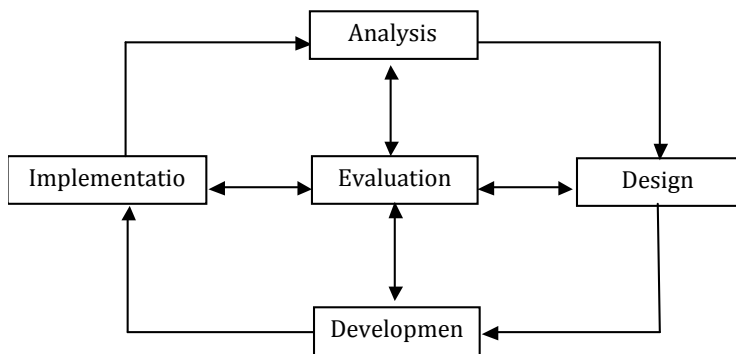 Analysis
Implementatio
Evaluation
Design
Developmen